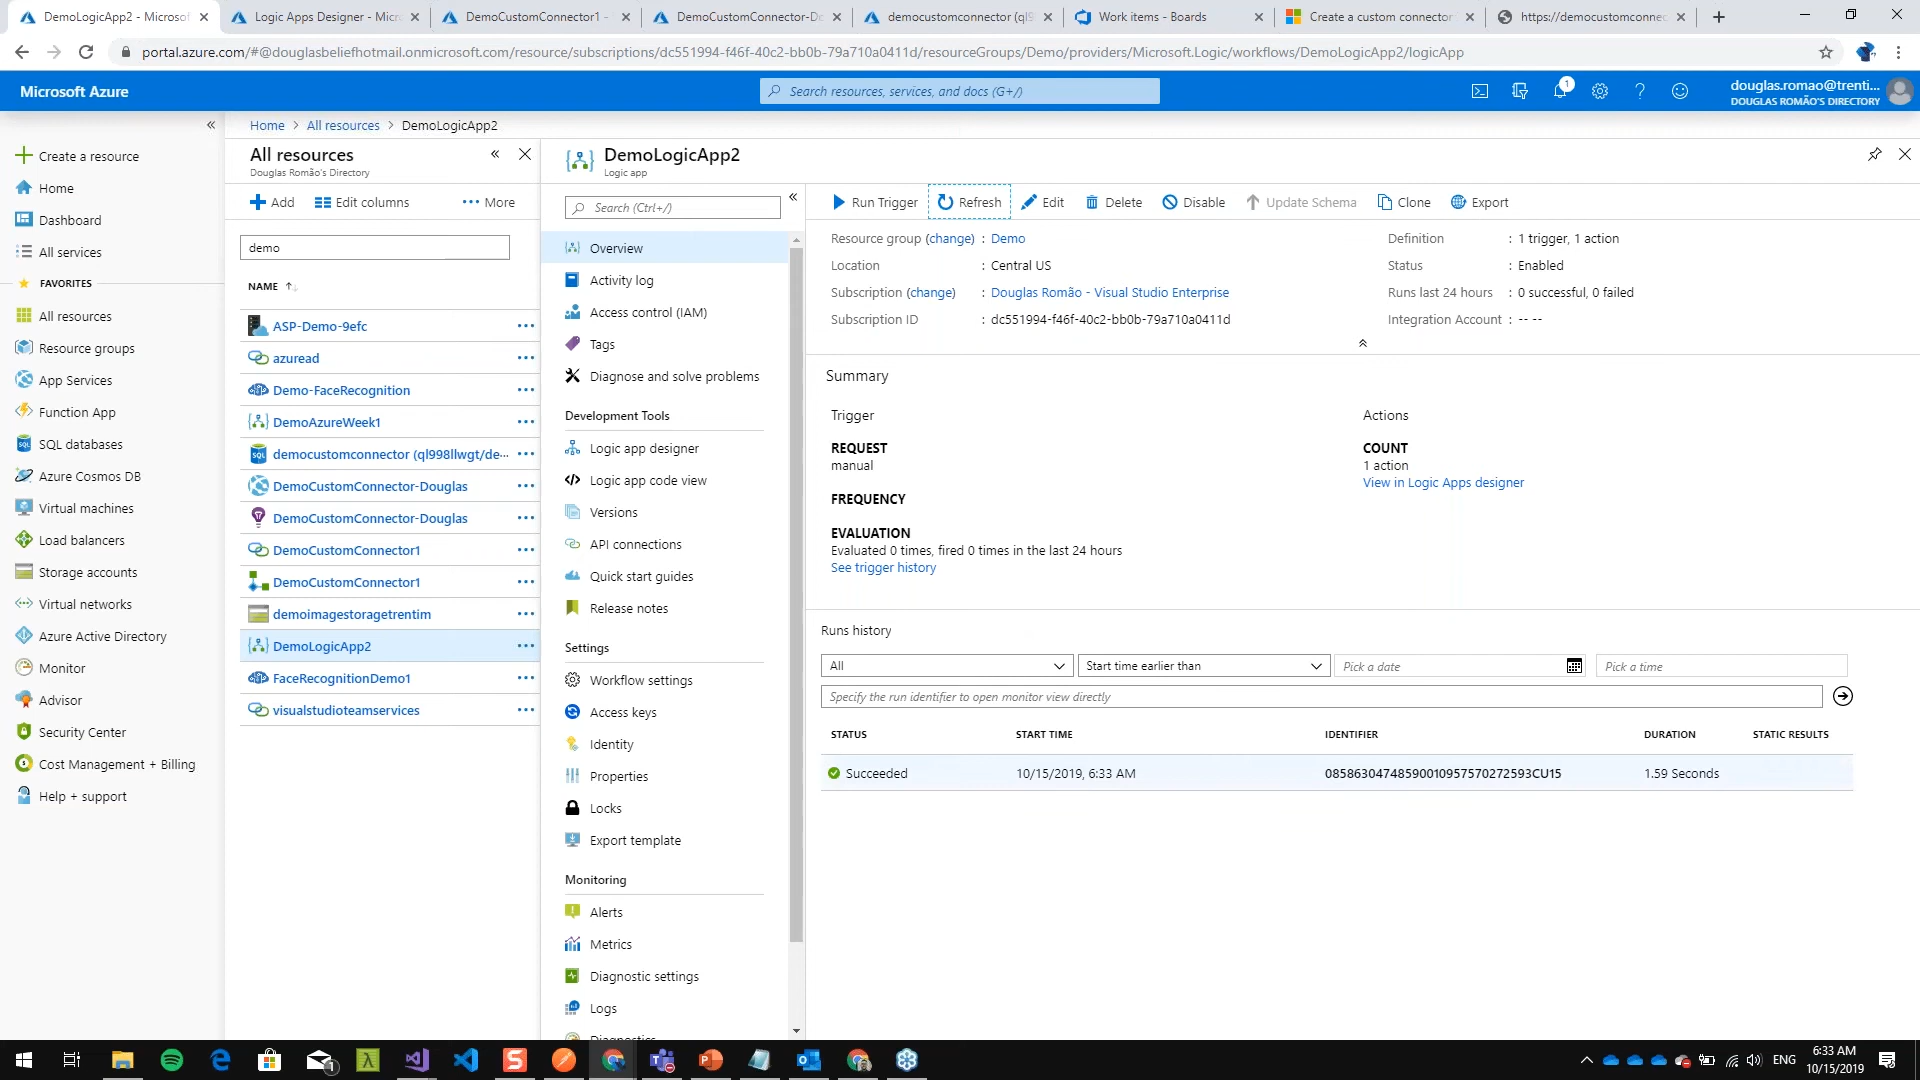 DemoLogicApp2 - Microsof
Logic Apps Designer - Micr
DemoCustomConnector1 -
DemoCustomConnector-Do
democustomconnector (ql9
Work items - Boards
Create a custom connector
https://democustomconnec
portal.azure.com/#@douglasbeliefhotmail.onmicrosoft.com/resource/subscriptions/dc551994-f46f-40c2-bb0b-79a710a0411d/resourceGroups/Demo/providers/Microsoft.Logic/workflows/DemoLogicApp2/logicApp
Microsoft Azure
Search resources, services, and docs (G+/)
1
douglas.romao@trenti...
DOUGLAS ROMÃO'S DIRECTORY
Create a resource
Home
Dashboard
All services
FAVORITES
All resources
Resource groups
App Services
Function App
SQL databases
Azure Cosmos DB
Virtual machines
Load balancers
Storage accounts
Virtual networks
Azure Active Directory
Monitor
Advisor
Security Center
Cost Management + Billing
Help + support
Home > All resources > DemoLogicApp2
All resources
Douglas Romão's Directory
Add
Edit columns
More
demo
NAME
ASP-Demo-9efc
azuread
Demo-FaceRecognition
DemoAzureWeek1
democustomconnector (ql998llwgt/de...
DemoCustomConnector-Douglas
DemoCustomConnector-Douglas
DemoCustomConnector1
DemoCustomConnector1
demoimagestoragetrentim
DemoLogicApp2
FaceRecognitionDemo1
visualstudioteamservices
DemoLogicApp2
Logic app
Search (Ctrl+/)
Overview
Activity log
Access control (IAM)
Tags
Diagnose and solve problems
Development Tools
Logic app designer
Logic app code view
Versions
API connections
Quick start guides
Release notes
Settings
Workflow settings
Access keys
Identity
Properties
Locks
Export template
Monitoring
Alerts
Metrics
Diagnostic settings
Logs
Run Trigger
Refresh
Edit
Delete
Disable
Update Schema
Clone
Export
Resource group (change) : Demo
Location : Central US
Subscription (change) : Douglas Romão - Visual Studio Enterprise
Subscription ID : dc551994-f46f-40c2-bb0b-79a710a0411d
Definition : 1 trigger, 1 action
Status : Enabled
Runs last 24 hours : 0 successful, 0 failed
Integration Account : -- --
Summary
Trigger
REQUEST
manual
FREQUENCY
EVALUATION
Evaluated 0 times, fired 0 times in the last 24 hours
See trigger history
Actions
COUNT
1 action
View in Logic Apps designer
Runs history
All
Start time earlier than
Pick a date
Pick a time
Specify the run identifier to open monitor view directly
STATUS START TIME IDENTIFIER DURATION STATIC RESULTS
Succeeded 10/15/2019, 6:33 AM 08586304748590010957570272593CU15 1.59 Seconds
ENG
6:33 AM
10/15/2019